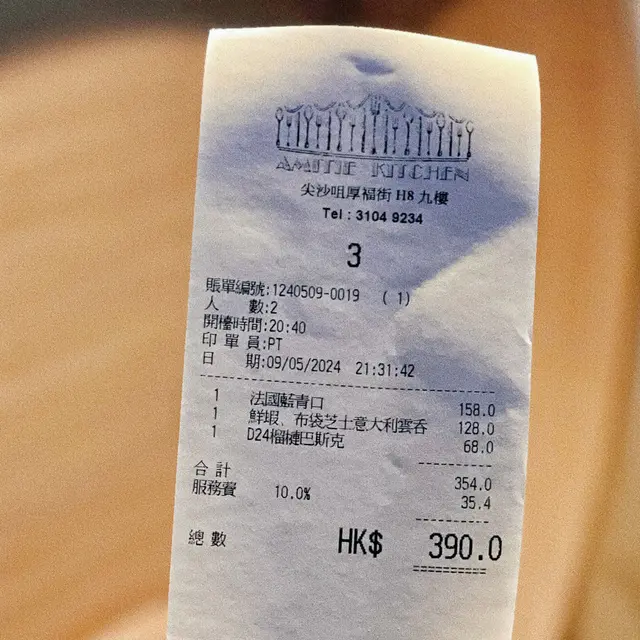 AMITIE KITCHEN
尖沙咀厚福街 H8 九樓
Tel : 3104 9234
3
賬單編號:1240509-0019 ( 1)
人 數:2
開檯時間:20:40
印 單 員:PT
日 期:09/05/2024 21:31:42
1 法國藍青口 158.0
1 鮮蝦、布袋芝士意大利雲吞 128.0
1 D24榴槤巴斯克 68.0
合 計 354.0
服務費 10.0% 35.4
總 數 HK$ 390.0